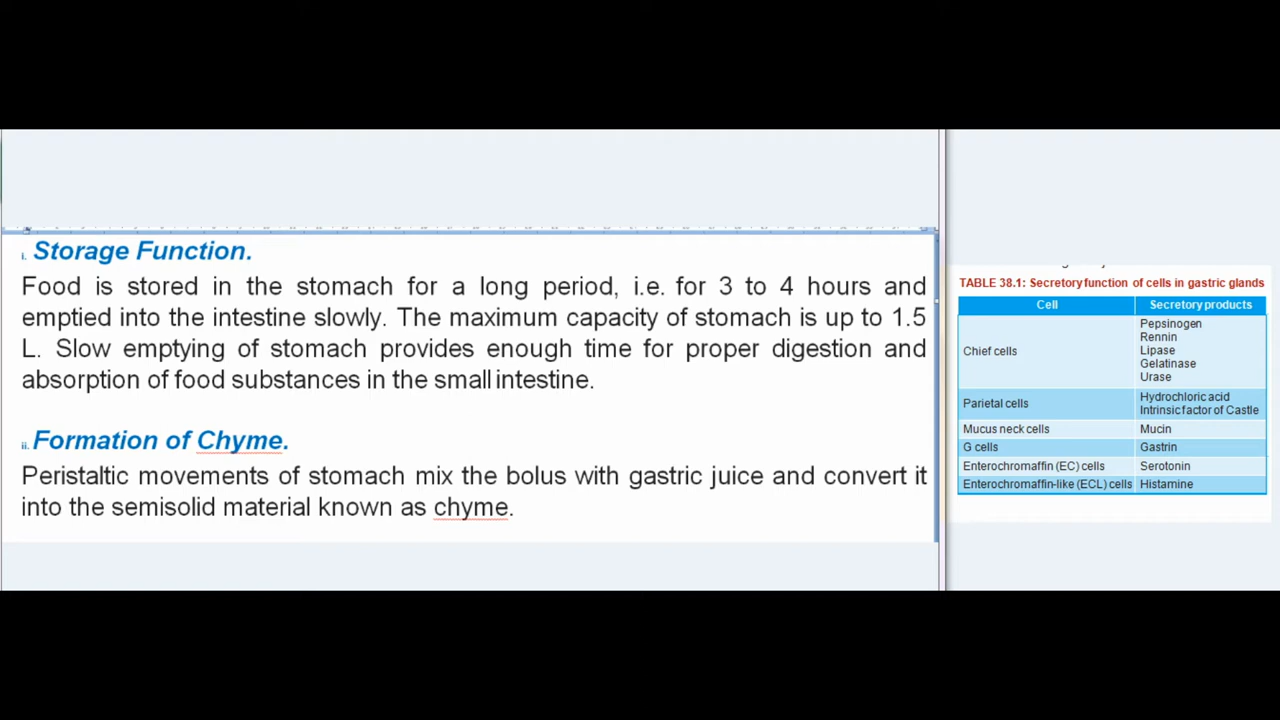 i. Storage Function.
Food is stored in the stomach for a long period, i.e. for 3 to 4 hours and
emptied into the intestine slowly. The maximum capacity of stomach is up to 1.5
L. Slow emptying of stomach provides enough time for proper digestion and
absorption of food substances in the small intestine.
ii. Formation of Chyme.
Peristaltic movements of stomach mix the bolus with gastric juice and convert it
into the semisolid material known as chyme.
TABLE 38.1: Secretory function of cells in gastric glands
Cell Secretory products
Chief cells
Pepsinogen
Rennin
Lipase
Gelatinase
Urase
Parietal cells
Hydrochloric acid
Intrinsic factor of Castle
Mucus neck cells Mucin
G cells Gastrin
Enterochromaffin (EC) cells Serotonin
Enterochromaffin-like (ECL) cells Histamine